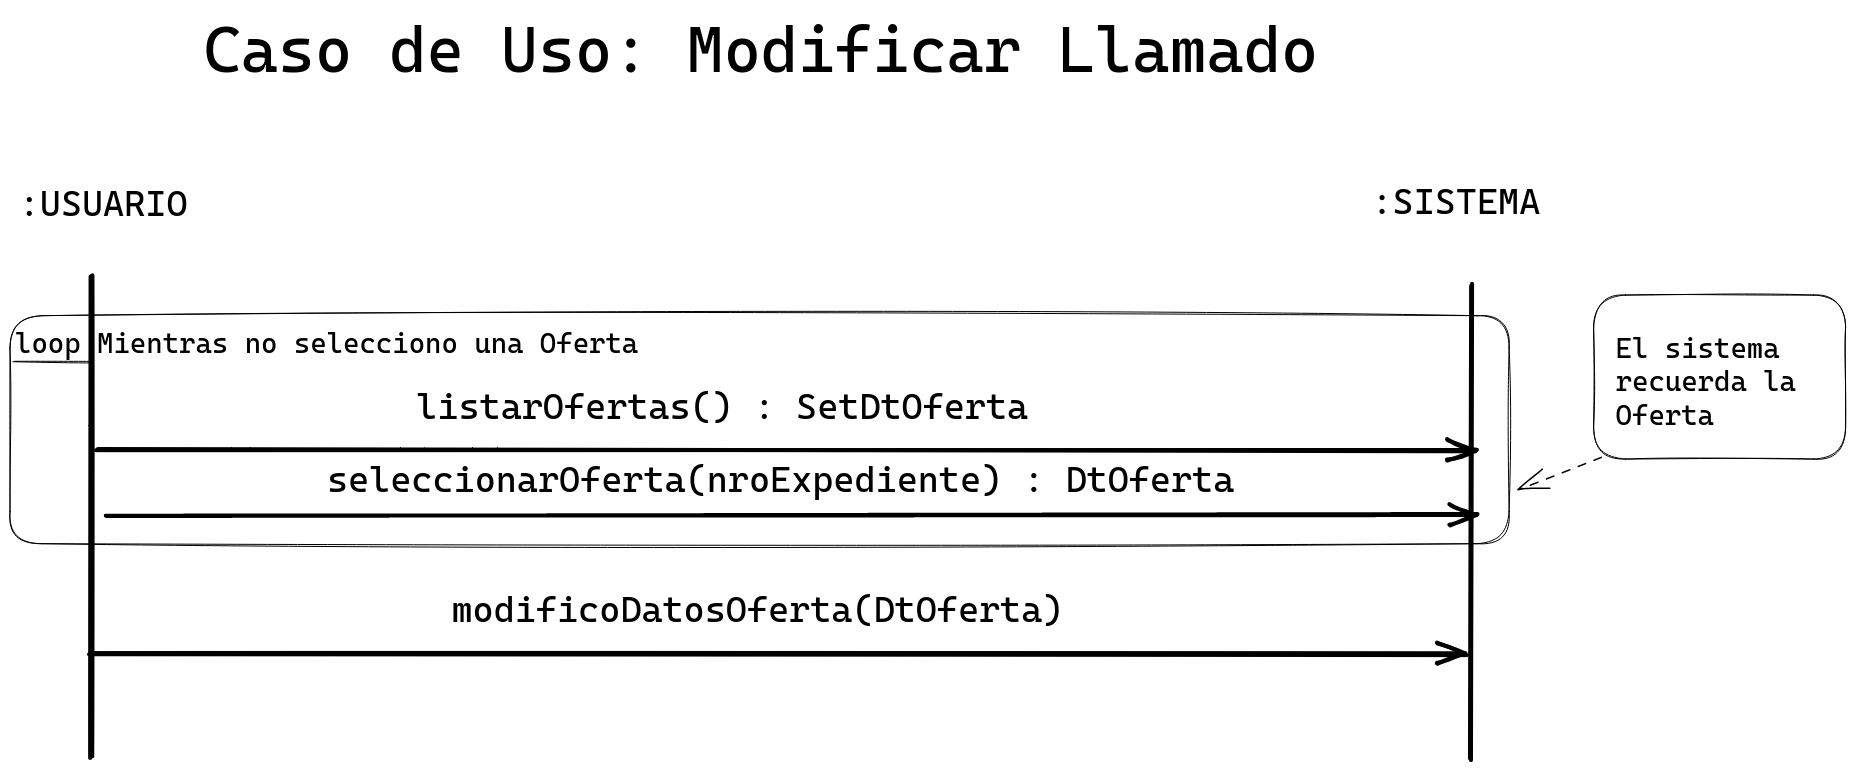 Caso de Uso: Modificar Llamado
:USUARIO
:SISTEMA
loop Mientras no selecciono una Oferta
listarOfertas() : SetDtOferta
seleccionarOferta(nroExpediente) : DtOferta
modificoDatosOferta(DtOferta)
El sistema
recuerda la
Oferta